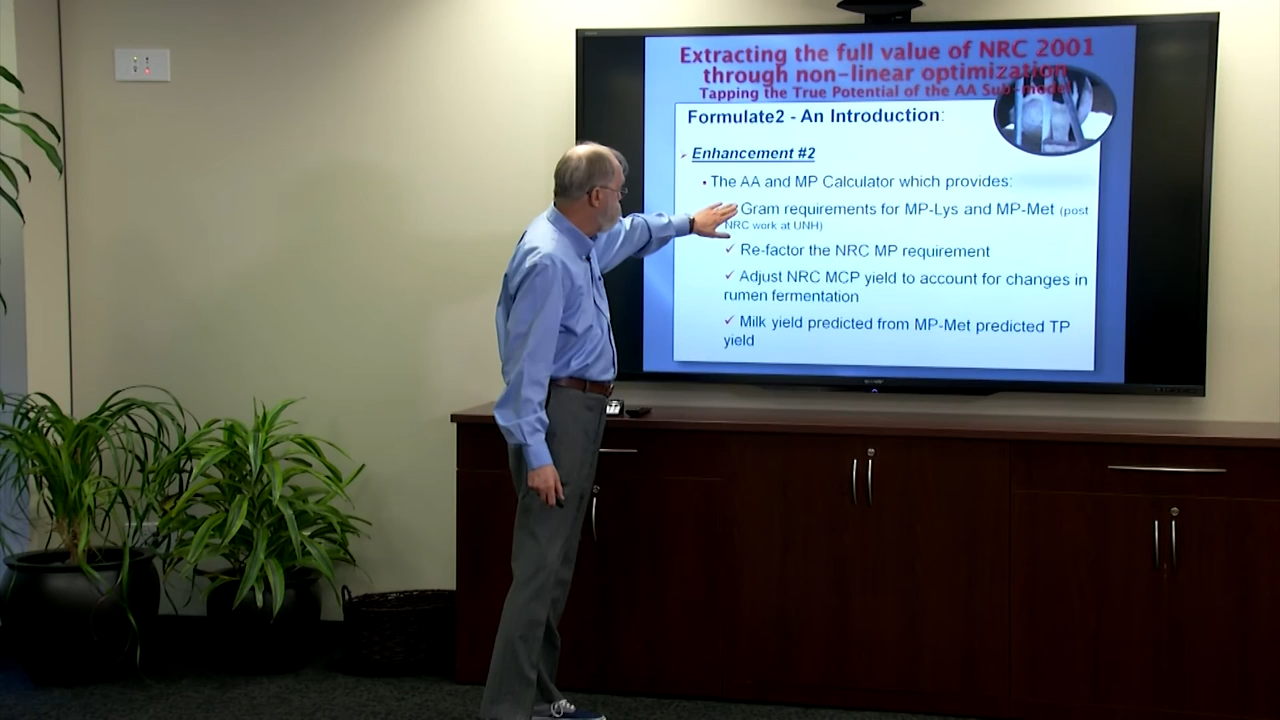 Extracting the full value of NRC 2001
through non-linear optimization
Tapping the True Potential of the AA Sub-model
Formulate2 - An Introduction:
Enhancement #2
• The AA and MP Calculator which provides:
Gram requirements for MP-Lys and MP-Met (post
NRC work at UNH)
✓ Re-factor the NRC MP requirement
✓ Adjust NRC MCP yield to account for changes in
rumen fermentation
✓ Milk yield predicted from MP-Met predicted TP
yield
SHARP